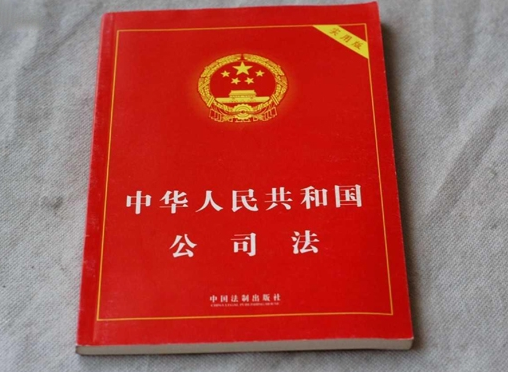 实用版
中华人民共和国
公司法
中国法制出版社